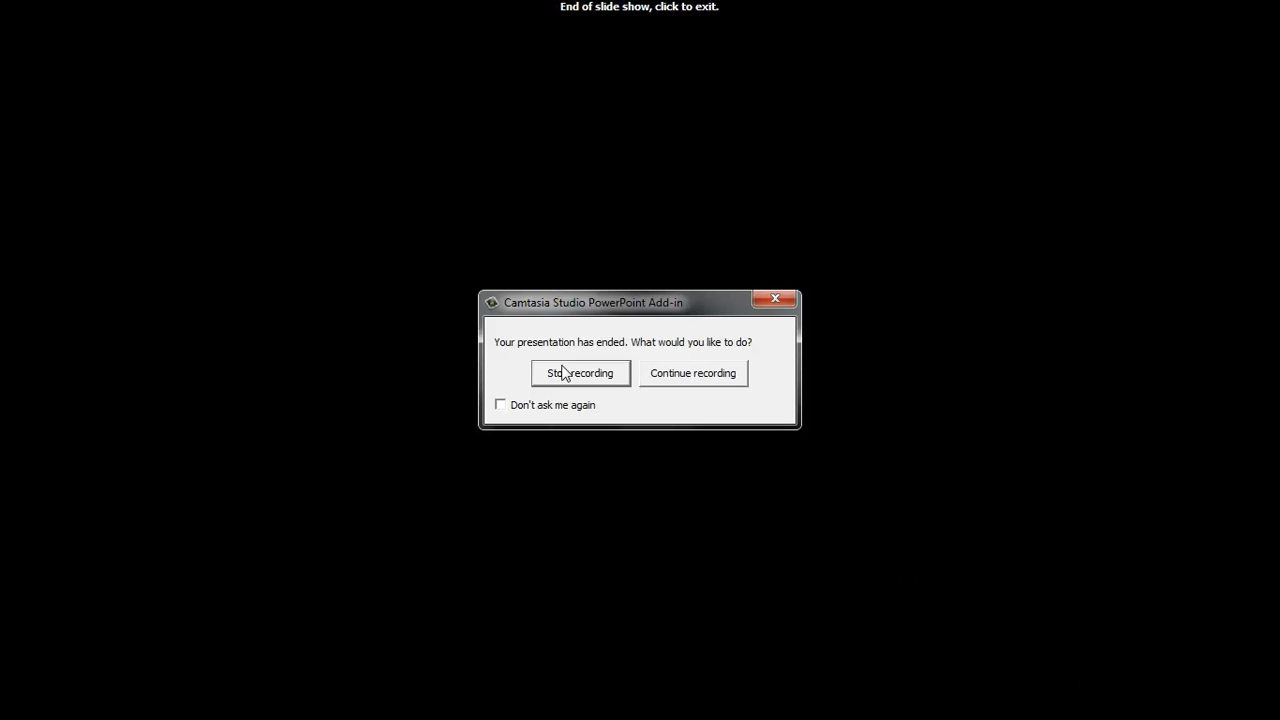 End of slide show, click to exit.
Camtasia Studio PowerPoint Add-in
Your presentation has ended. What would you like to do?
Stop recording Continue recording
Don't ask me again